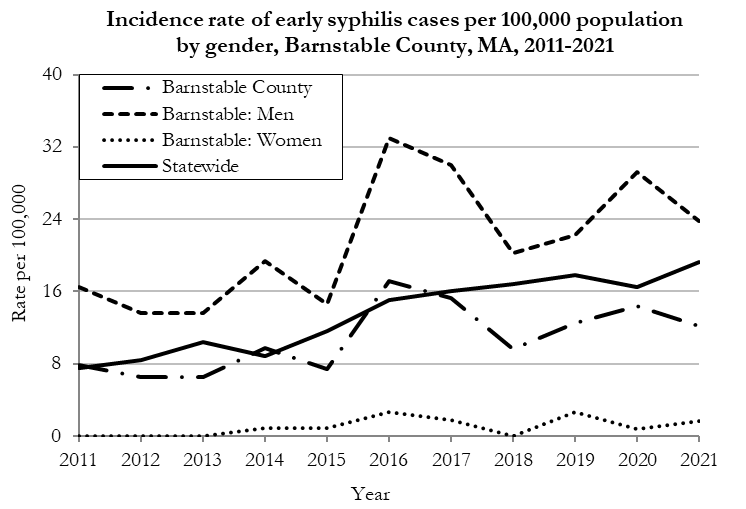 Incidence rate of early syphilis cases per 100,000 population
by gender, Barnstable County, MA, 2011-2021
40
32
24
16
8
0
Rate per 100,000
Barnstable County
Barnstable: Men
Barnstable: Women
Statewide
2011 2012 2013 2014 2015 2016 2017 2018 2019 2020 2021
Year